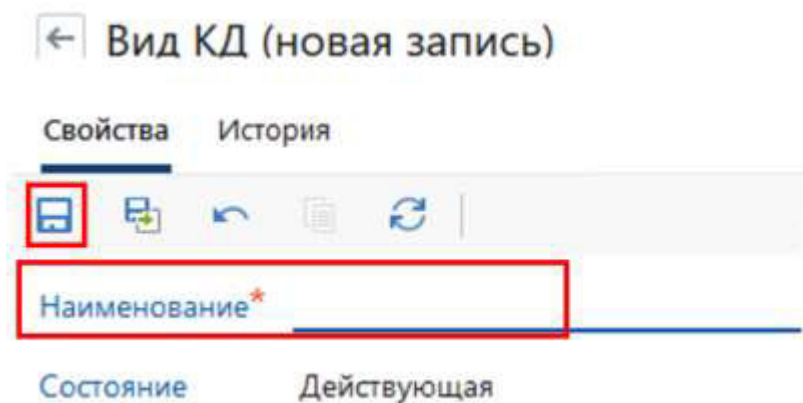 Вид КД (новая запись)
Свойства История
Наименование*
Состояние Действующая